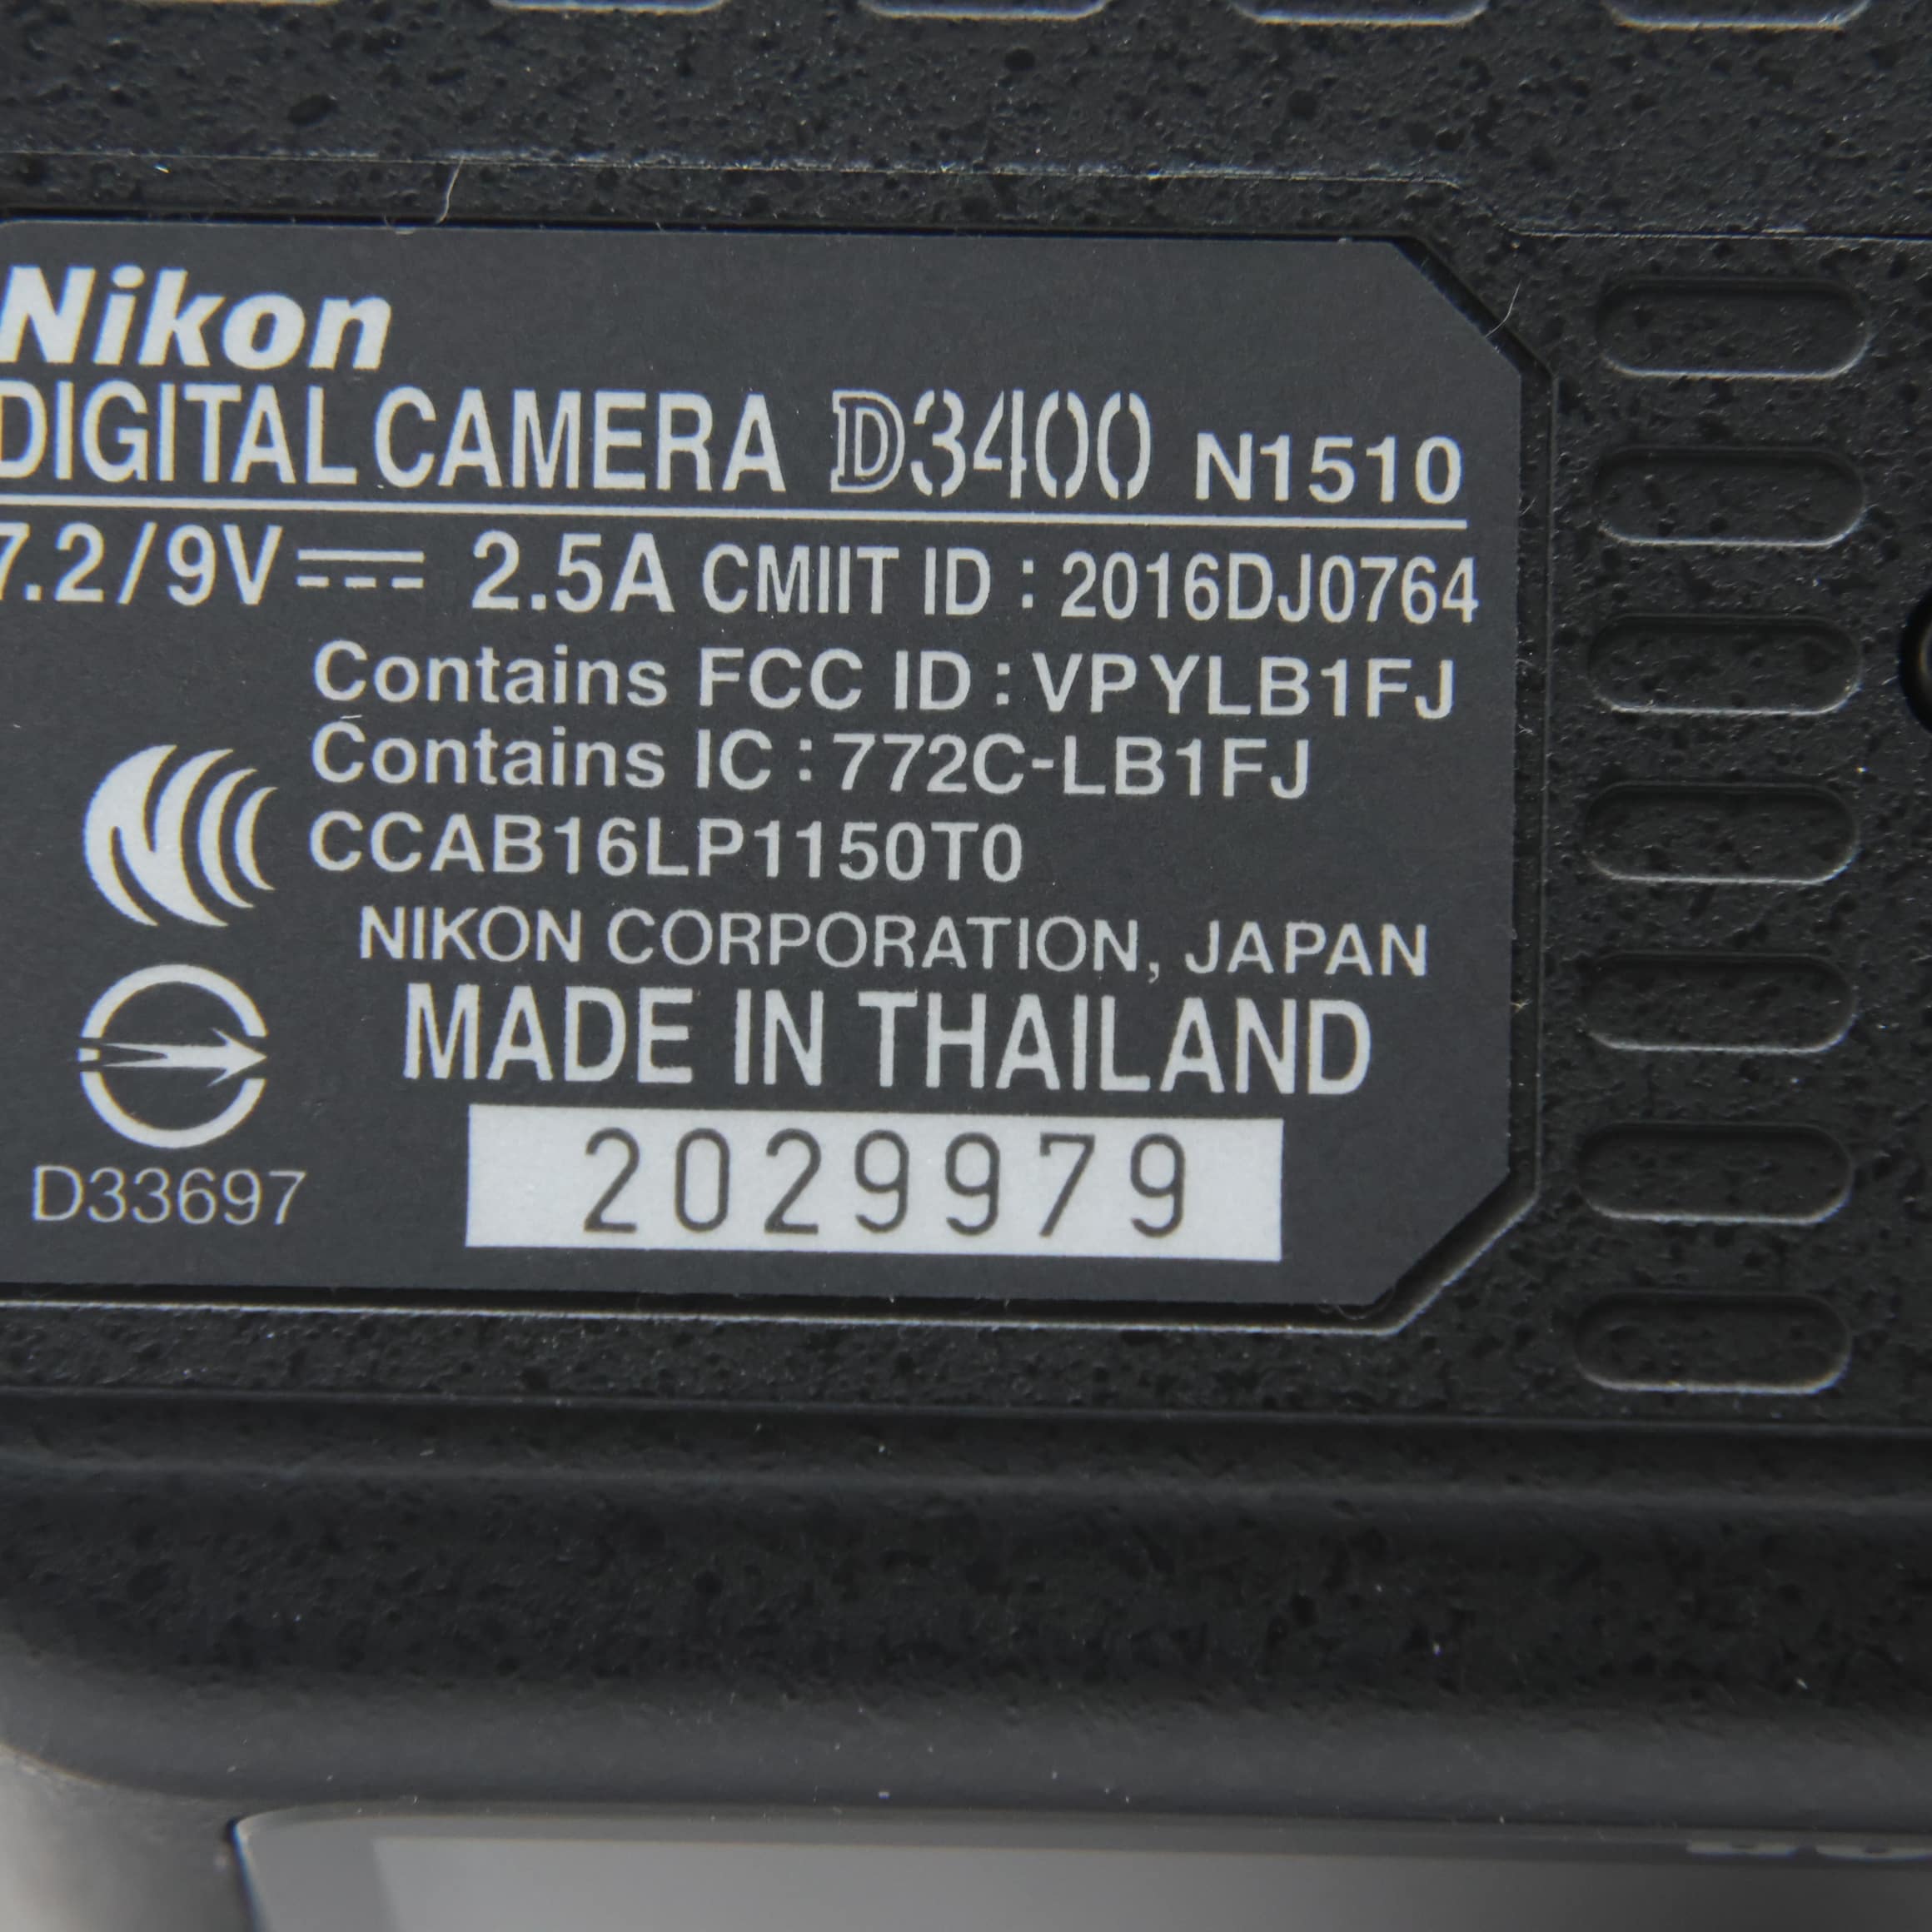 Nikon
DIGITAL CAMERA D3400 N1510
7.2/9V 2.5A CMIIT ID : 2016DJ0764
Contains FCC ID : VPYLB1FJ
Contains IC : 772C-LB1FJ
CCAB16LP1150T0
NIKON CORPORATION, JAPAN
MADE IN THAILAND
D33697
2029979